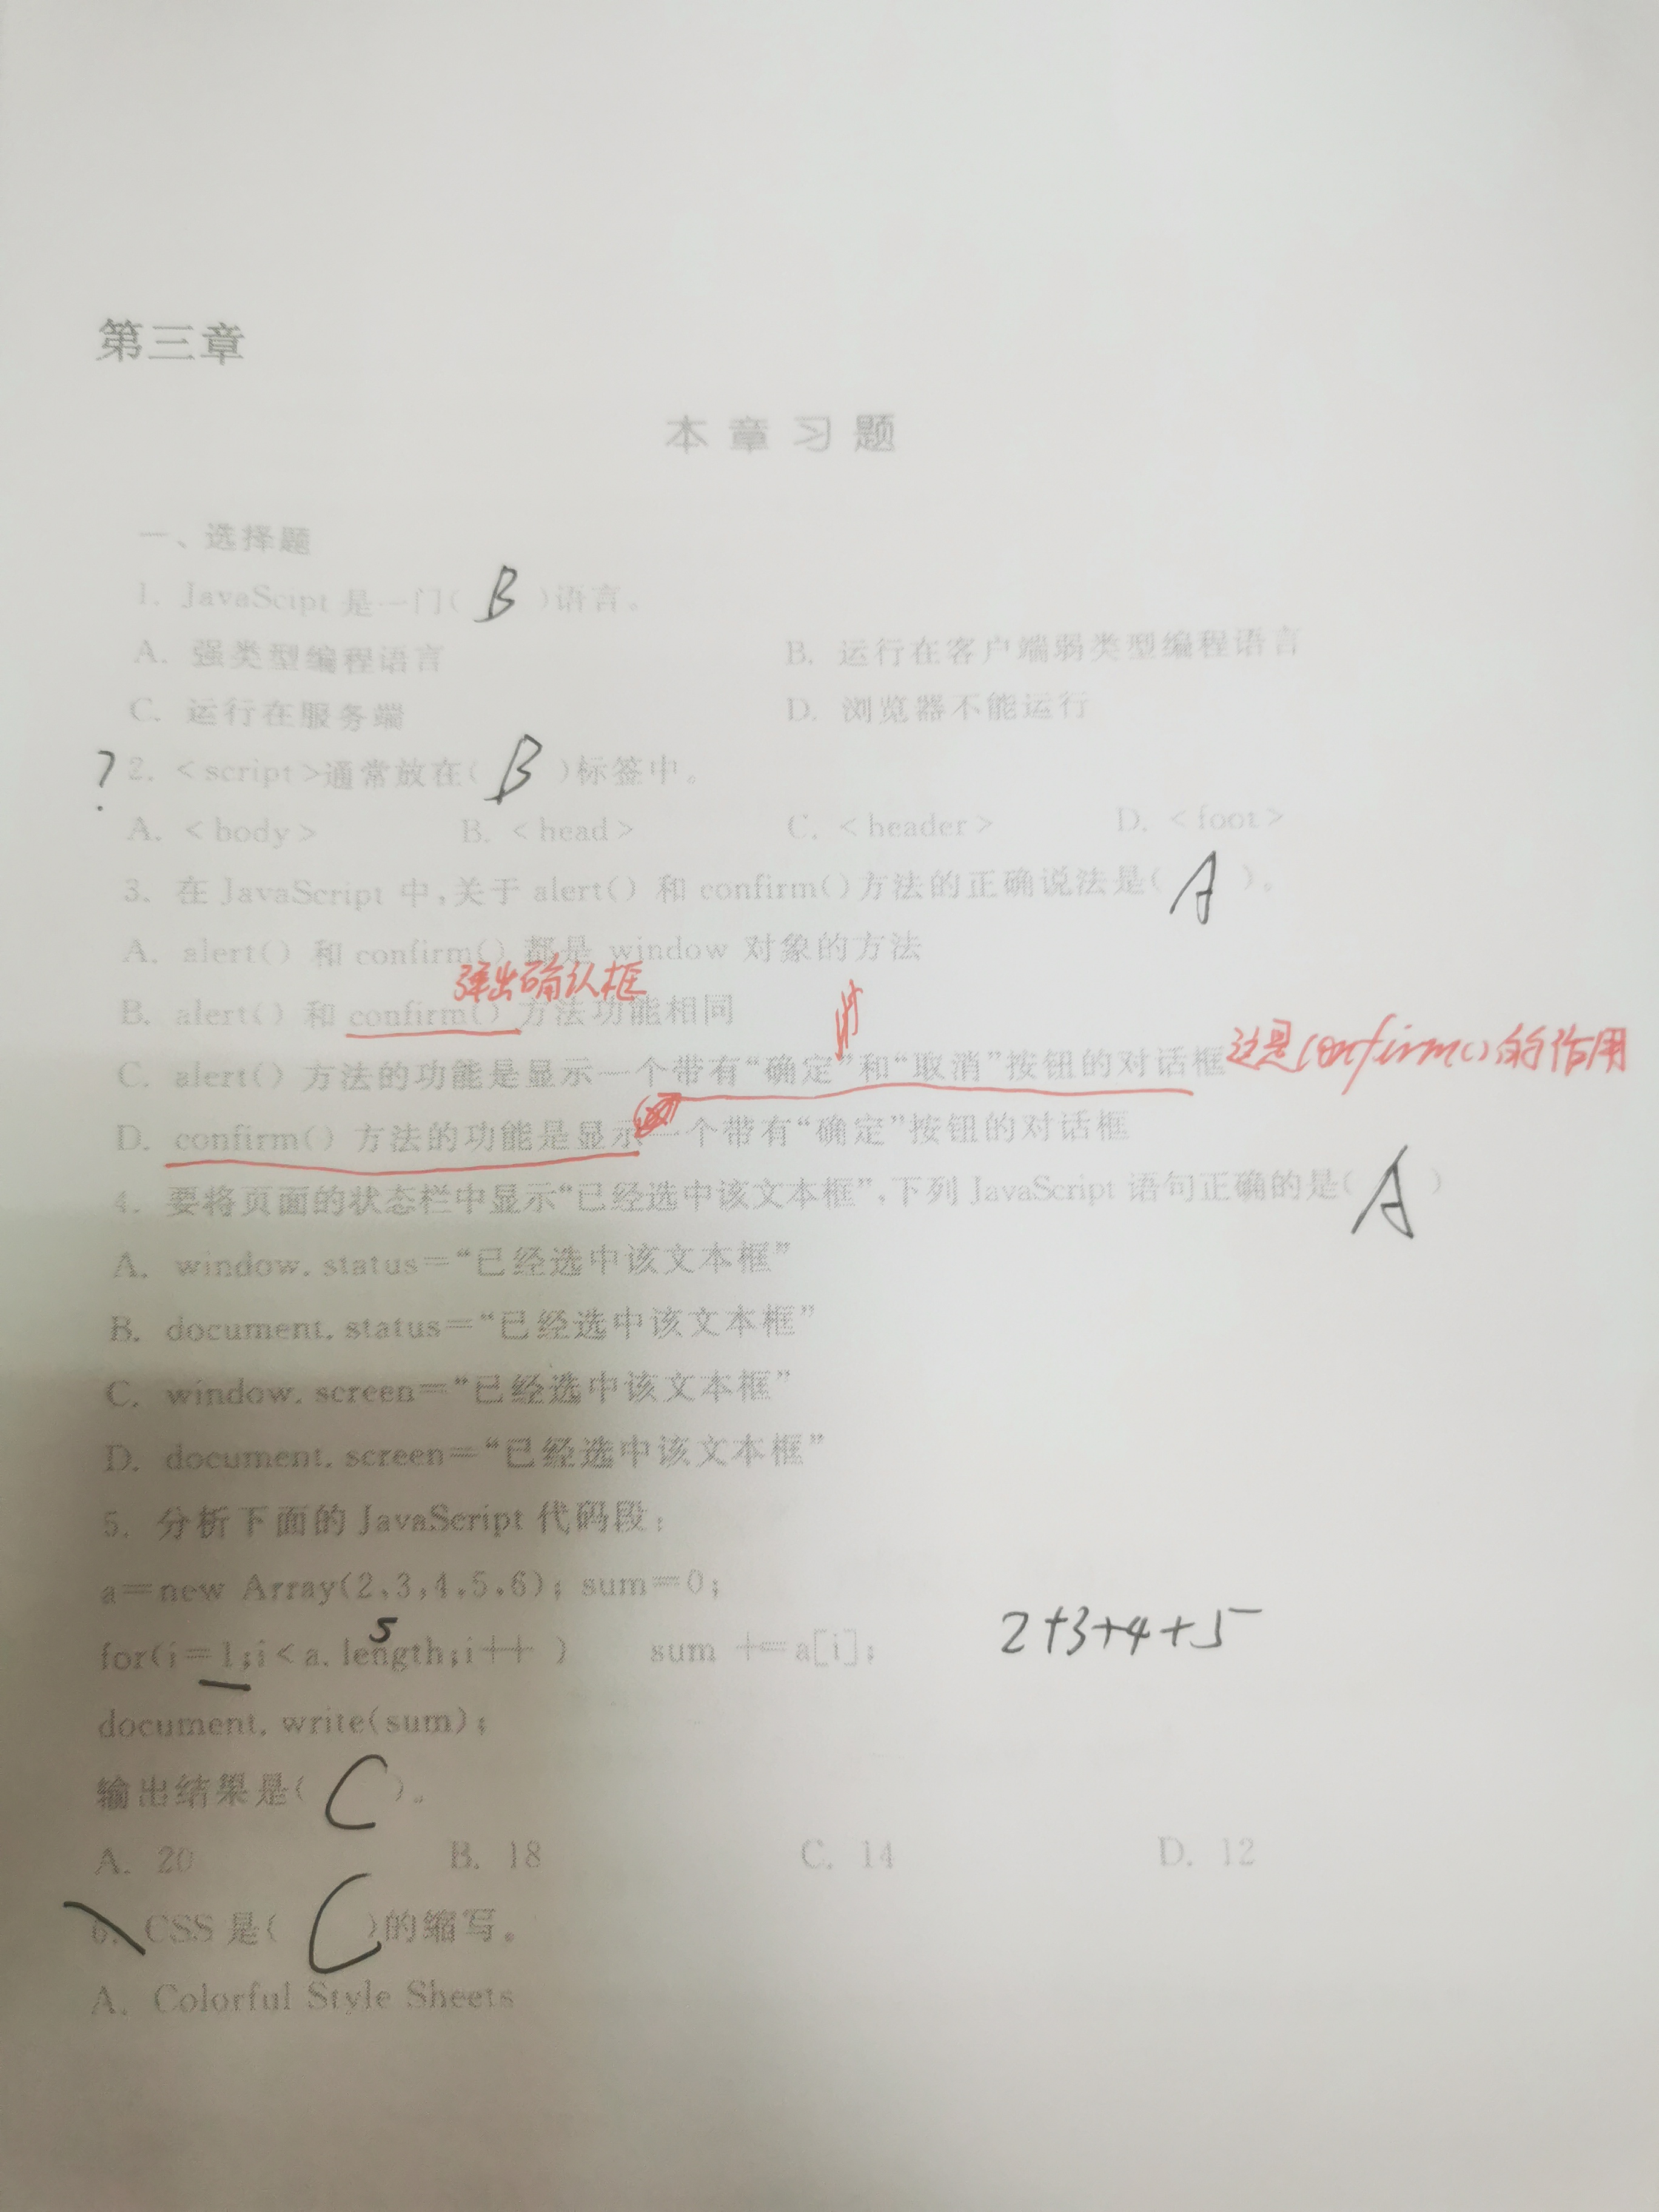 第三章
本章习题
一、选择题
1. JavaScipt 是一门( B )语言。
A. 强类型编程语言 B. 运行在客户端弱类型编程语言
C. 运行在服务端 D. 浏览器不能运行
? 2. <script>通常放在( B )标签中。
A. <body> B. <head> C. <header> D. <foot>
3. 在 JavaScript 中,关于 alert() 和 confirm()方法的正确说法是( A )。
A. alert() 和 confirm() 都是 window 对象的方法
弹出确认框
B. alert() 和 confirm() 方法功能相同
C. alert() 方法的功能是显示一个带有“确定”和“取消”按钮的对话框 这是confirm()的作用
D. confirm() 方法的功能是显示一个带有“确定”按钮的对话框
4. 要将页面的状态栏中显示“已经选中该文本框”,下列 JavaScript 语句正确的是( A )
A. window.status=“已经选中该文本框”
B. document.status=“已经选中该文本框”
C. window.screen=“已经选中该文本框”
D. document.screen=“已经选中该文本框”
5. 分析下面的 JavaScript 代码段:
a=new Array(2,3,4,5,6); sum=0;
5
for(i=1;i<a.length;i++ ) sum +=a[i]; 2+3+4+5
document.write(sum);
输出结果是( C )。
A. 20 B. 18 C. 14 D. 12
6. CSS 是( C )的缩写。
A. Colorful Style Sheets